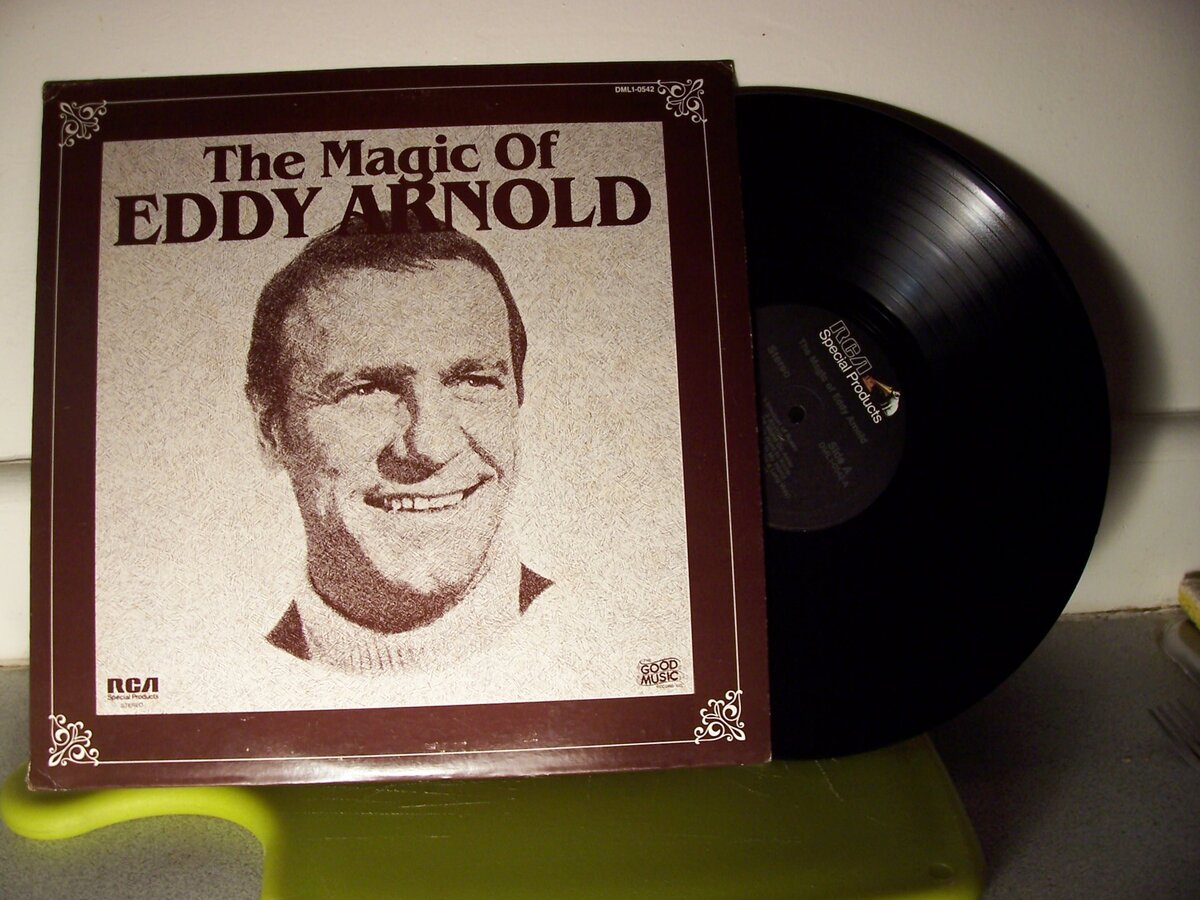 DML1-0542
The Magic Of
EDDY ARNOLD
RCA
Special Products
STEREO
GOOD
MUSIC
RECORD CO.
RCA
Special Products
The Magic of Eddy Arnold
Stereo
Side A